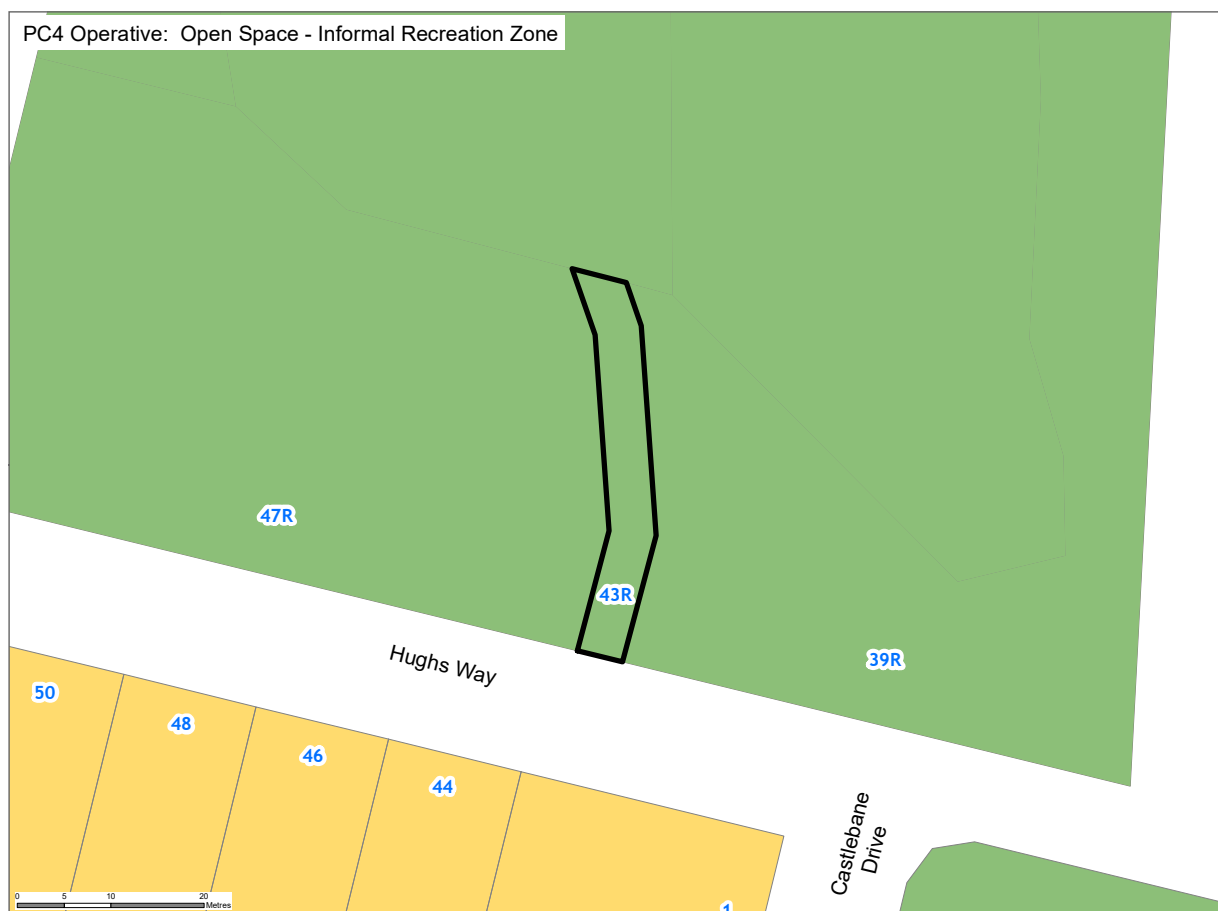 PC4 Operative:  Open Space - Informal Recreation Zone
47R
43R
39R
Hughs Way
50
48
46
44
1
Castlebane
Drive
0 5 10 20
Metres